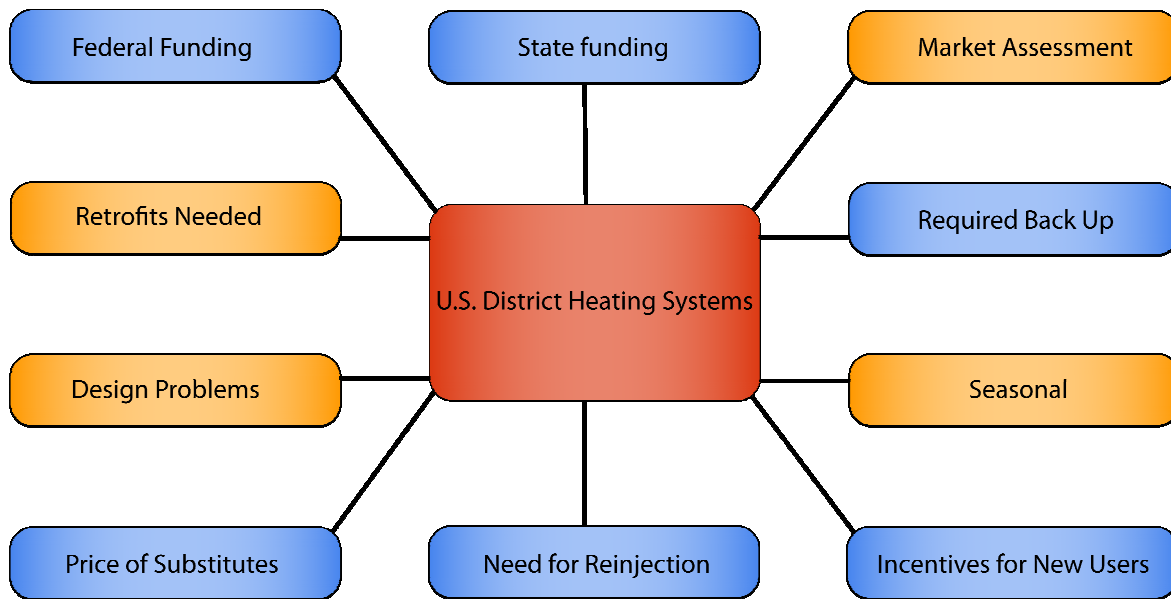 Federal Funding
State funding
Market Assessment
Retrofits Needed
Required Back Up
U.S. District Heating Systems
Design Problems
Seasonal
Price of Substitutes
Need for Reinjection
Incentives for New Users